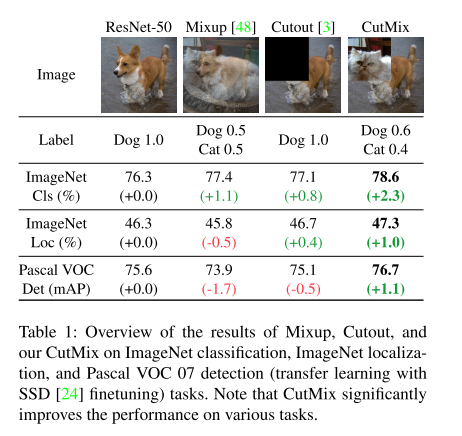 ResNet-50 Mixup [48] Cutout [3] CutMix
Image
Label Dog 1.0 Dog 0.5 Cat 0.5 Dog 1.0 Dog 0.6 Cat 0.4
ImageNet 76.3 77.4 77.1 78.6
Cls (%) (+0.0) (+1.1) (+0.8) (+2.3)
ImageNet 46.3 45.8 46.7 47.3
Loc (%) (+0.0) (-0.5) (+0.4) (+1.0)
Pascal VOC 75.6 73.9 75.1 76.7
Det (mAP) (+0.0) (-1.7) (-0.5) (+1.1)
Table 1: Overview of the results of Mixup, Cutout, and
our CutMix on ImageNet classification, ImageNet localiza-
tion, and Pascal VOC 07 detection (transfer learning with
SSD [24] finetuning) tasks. Note that CutMix significantly
improves the performance on various tasks.